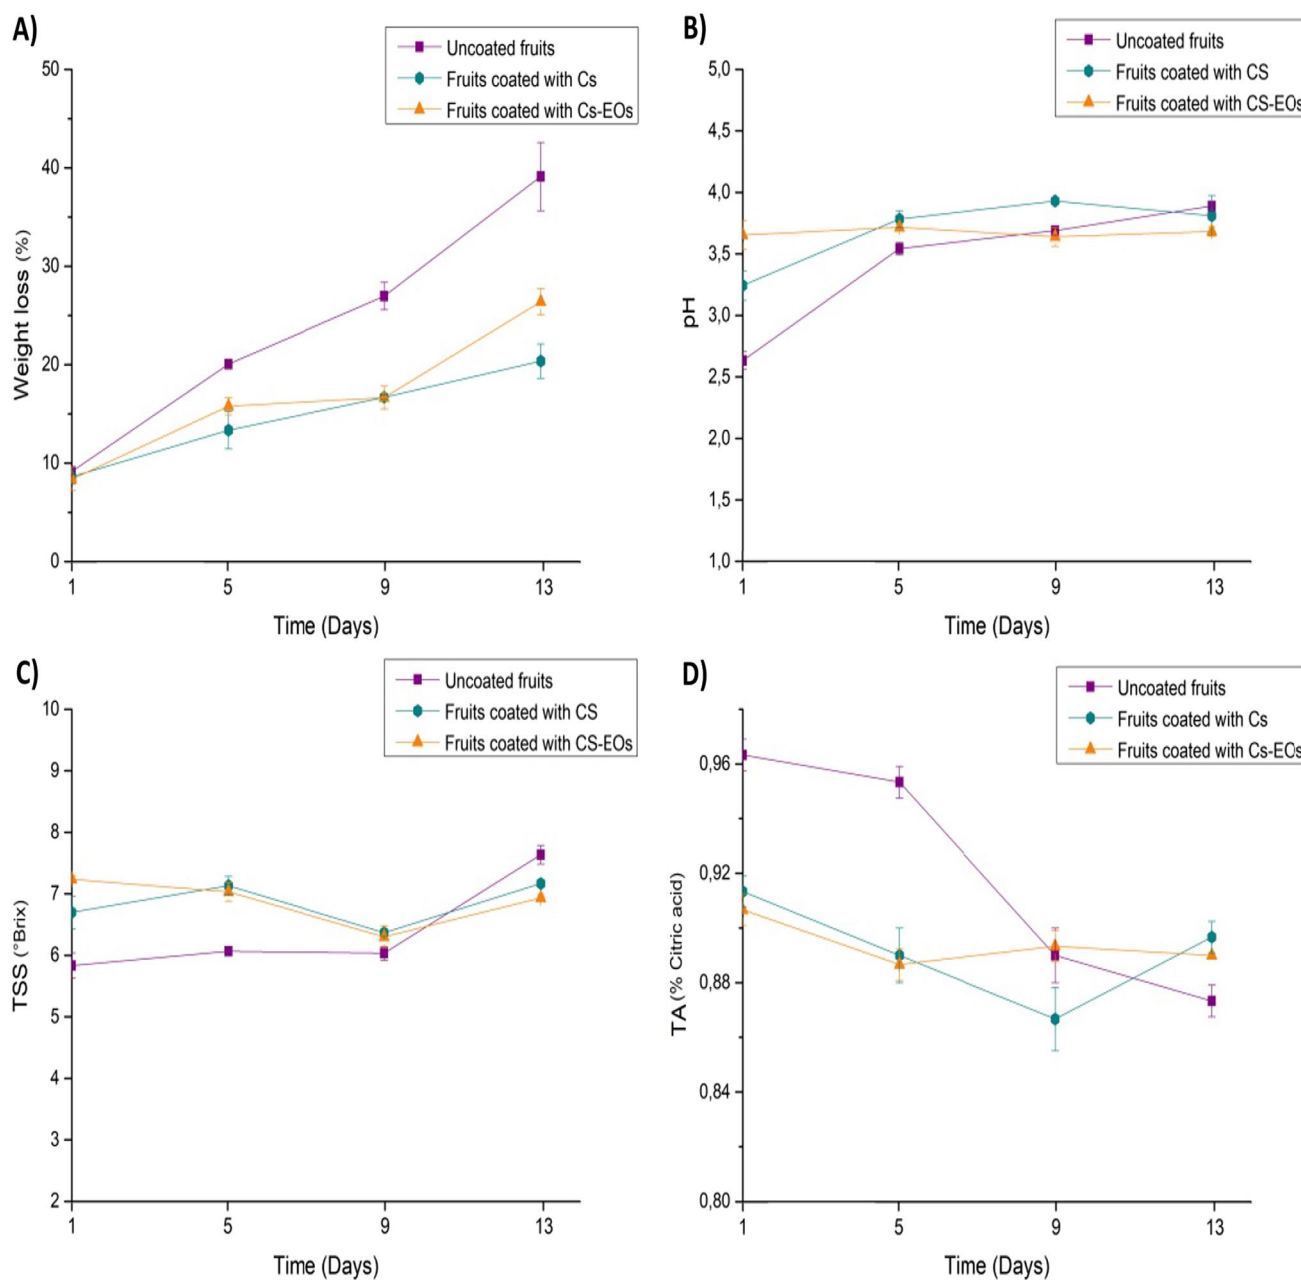 A)
Uncoated fruits
Fruits coated with Cs
Fruits coated with Cs-EOs
50
40
30
20
10
0
Weight loss (%)
1 5 9 13
Time (Days)
B)
Uncoated fruits
Fruits coated with CS
Fruits coated with CS-EOs
5,0
4,5
4,0
3,5
3,0
2,5
2,0
1,5
1,0
pH
1 5 9 13
Time (Days)
C)
Uncoated fruits
Fruits coated with CS
Fruits coated with CS-EOs
10
9
8
7
6
5
4
3
2
TSS (°Brix)
1 5 9 13
Time (Days)
D)
Uncoated fruits
Fruits coated with Cs
Fruits coated with Cs-EOs
0,96
0,92
0,88
0,84
0,80
TA (% Citric acid)
1 5 9 13
Time (Days)